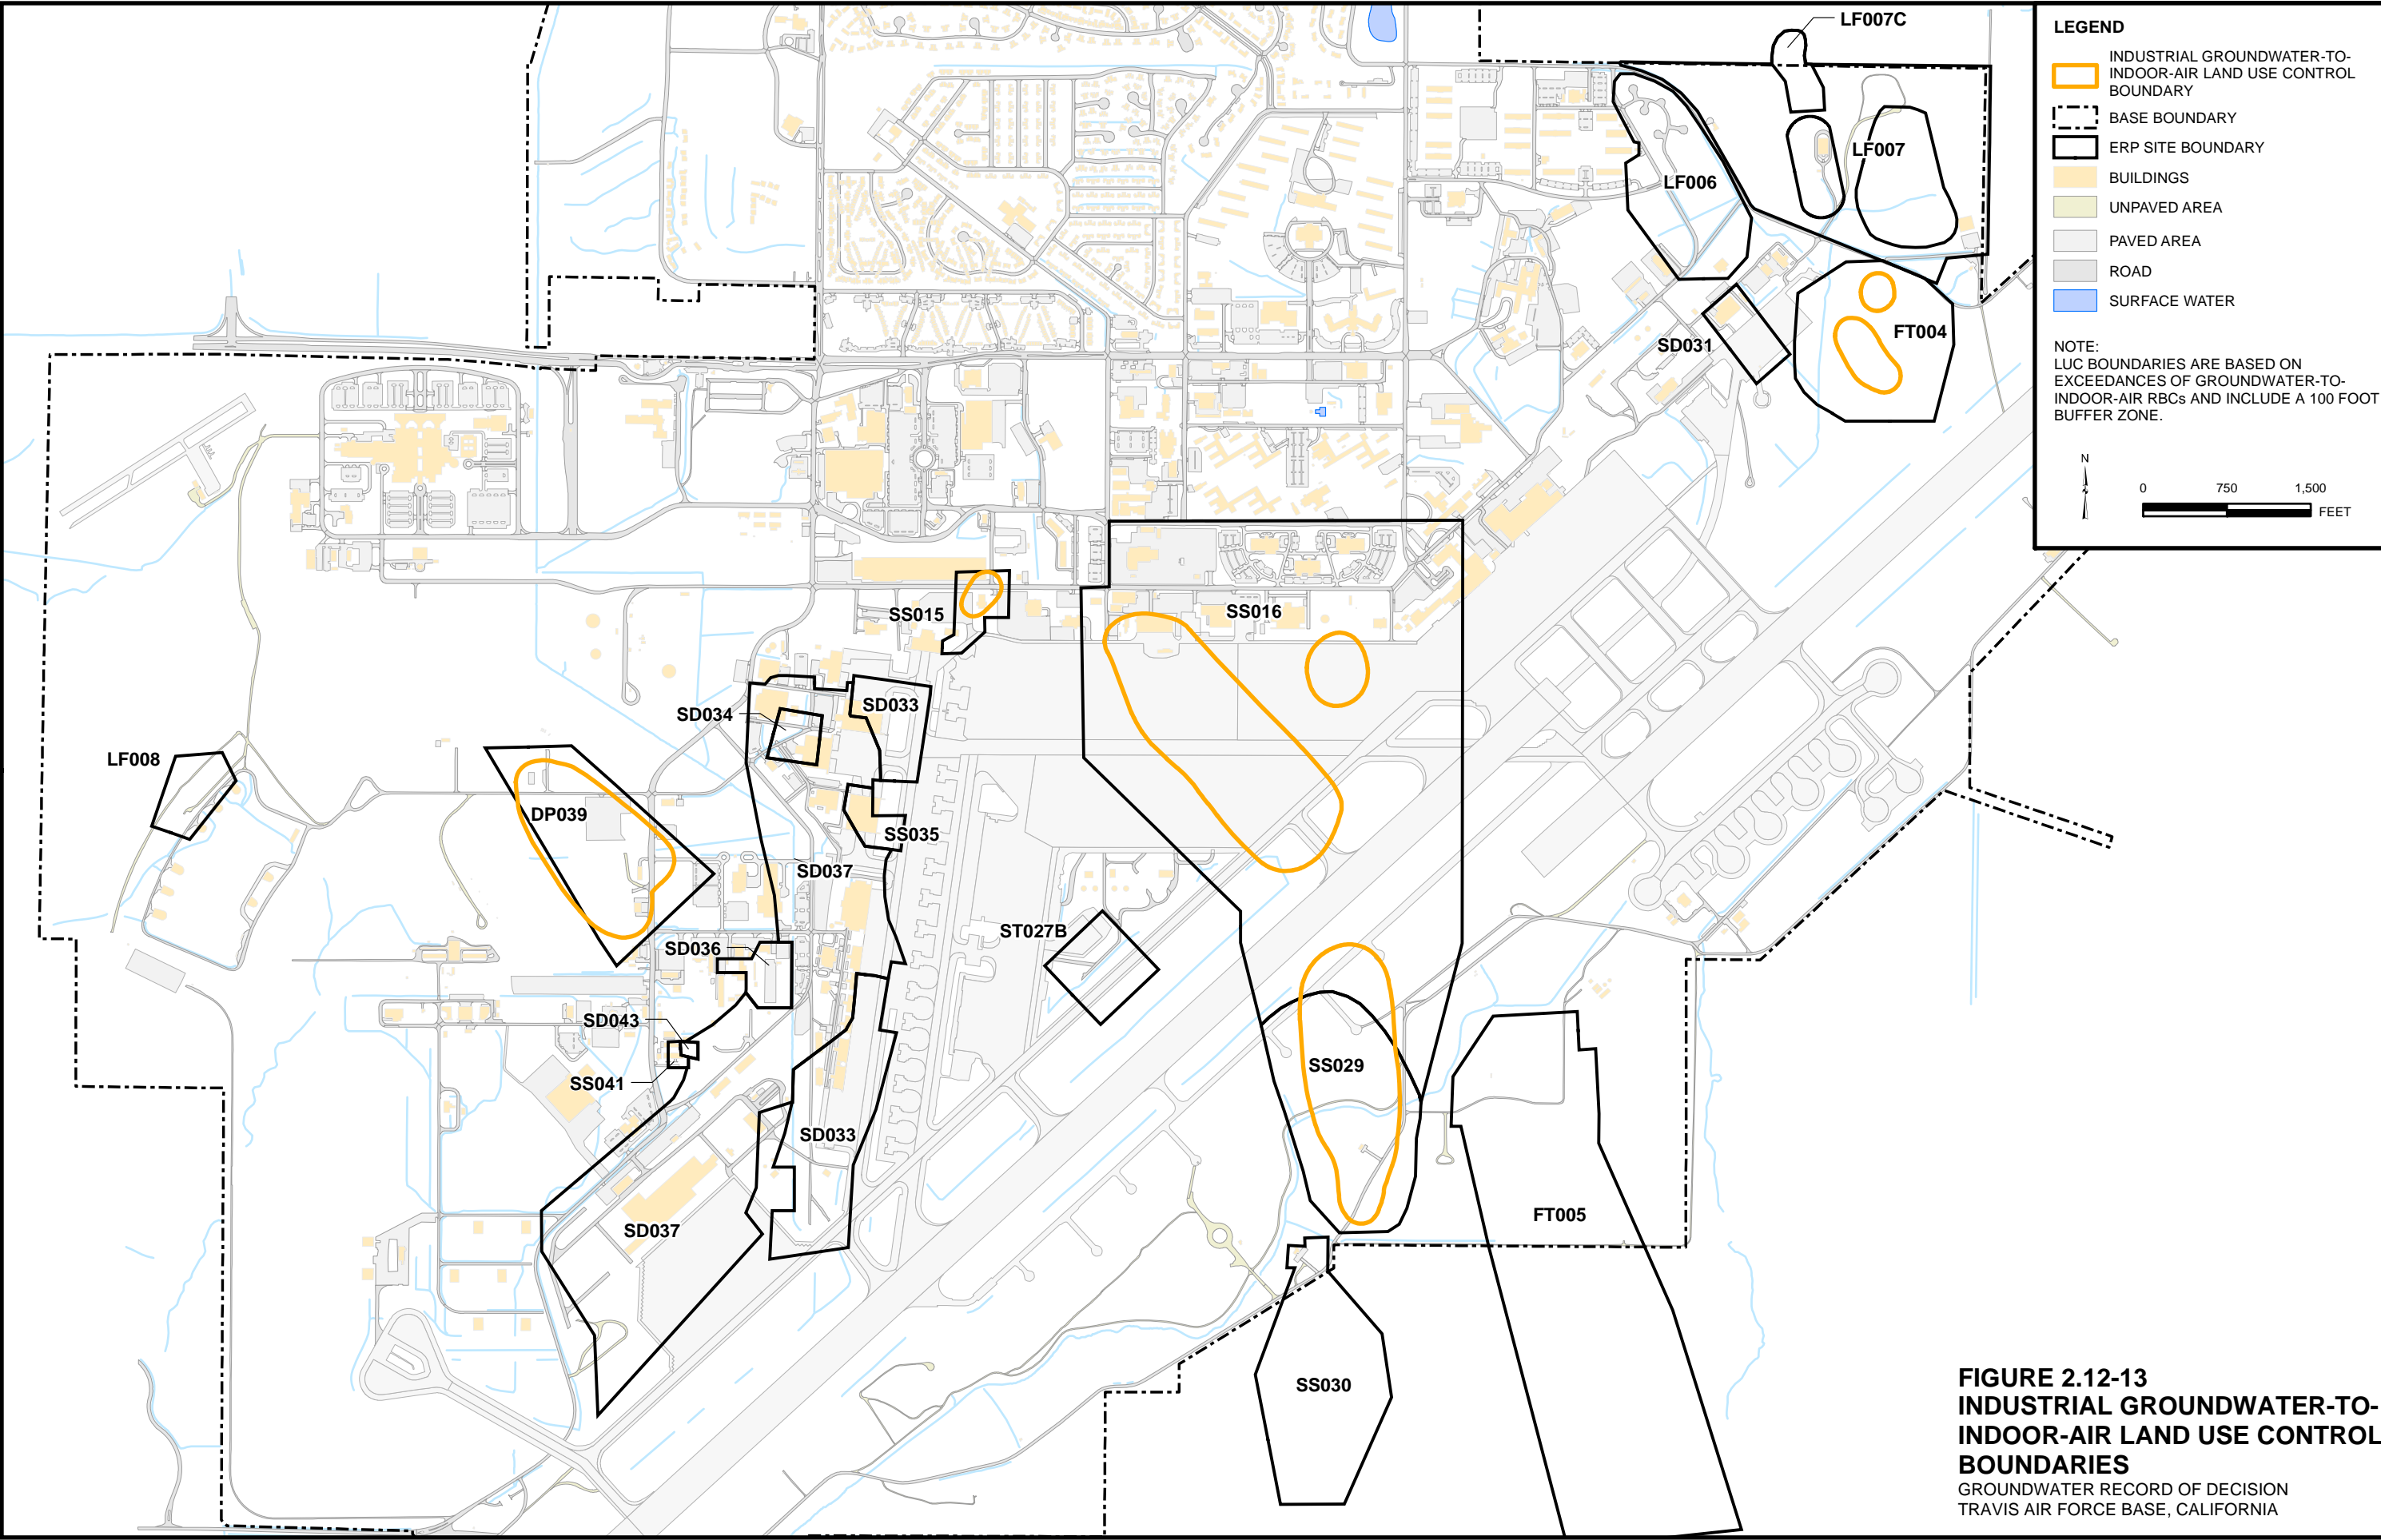 LF007C
LF007
LF006
FT004
SD031
SS015
SS016
SD033
SD034
LF008
DP039
SS035
SD037
ST027B
SD036
SD043
SS029
SS041
SD033
FT005
SD037
SS030
LEGEND
INDUSTRIAL GROUNDWATER-TO-
INDOOR-AIR LAND USE CONTROL
BOUNDARY
BASE BOUNDARY
ERP SITE BOUNDARY
BUILDINGS
UNPAVED AREA
PAVED AREA
ROAD
SURFACE WATER
NOTE:
LUC BOUNDARIES ARE BASED ON
EXCEEDANCES OF GROUNDWATER-TO-
INDOOR-AIR RBCs AND INCLUDE A 100 FOOT
BUFFER ZONE.
N
0 750 1,500
FEET
FIGURE 2.12-13
INDUSTRIAL GROUNDWATER-TO-
INDOOR-AIR LAND USE CONTROL
BOUNDARIES
GROUNDWATER RECORD OF DECISION
TRAVIS AIR FORCE BASE, CALIFORNIA